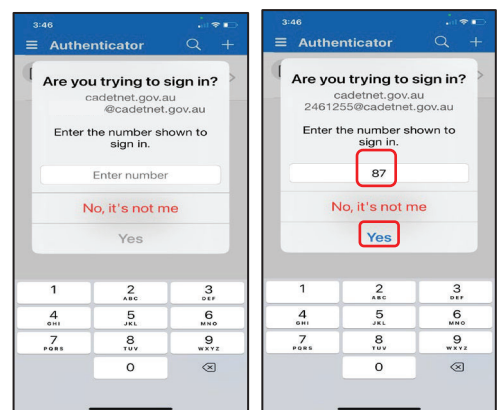 3:46
Authenticator
Are you trying to sign in?
cadetnet.gov.au
@cadetnet.gov.au
Enter the number shown to
sign in.
Enter number
No, it's not me
Yes
1
2
ABC
3
DEF
4
GHI
5
JKL
6
MNO
7
PQRS
8
TUV
9
WXYZ
0
3:46
Authenticator
Are you trying to sign in?
cadetnet.gov.au
2461255@cadetnet.gov.au
Enter the number shown to
sign in.
87
No, it's not me
Yes
1
2
ABC
3
DEF
4
GHI
5
JKL
6
MNO
7
PQRS
8
TUV
9
WXYZ
0